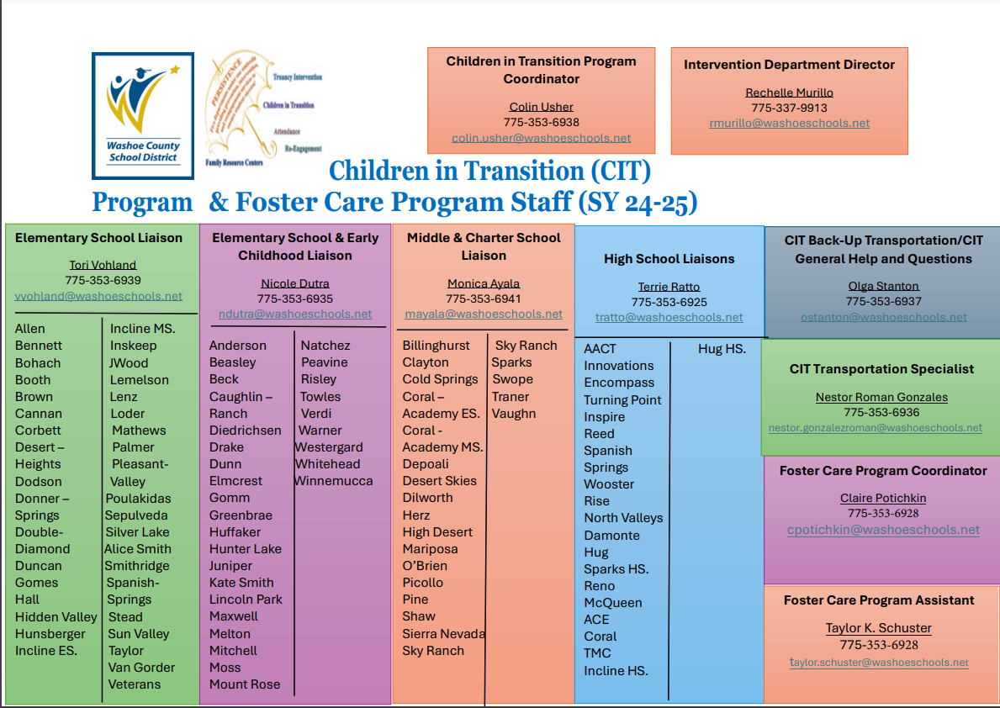 Washoe County
School District
PERSISTENCE
Truancy Intervention
Children in Transition
Attendance
Re-Engagement
Family Resource Centers
Children in Transition Program
Coordinator
Colin Usher
775-353-6938
colin.usher@washoeschools.net
Intervention Department Director
Rechelle Murillo
775-337-9913
rmurillo@washoeschools.net
Children in Transition (CIT)
Program & Foster Care Program Staff (SY 24-25)
Elementary School Liaison
Tori Vohland
775-353-6939
vvohland@washoeschools.net
Allen
Bennett
Bohach
Booth
Brown
Cannan
Corbett
Desert –
Heights
Dodson
Donner –
Springs
Double-
Diamond
Duncan
Gomes
Hall
Hidden Valley
Hunsberger
Incline ES.
Incline MS.
Inskeep
JWood
Lemelson
Lenz
Loder
Mathews
Palmer
Pleasant-
Valley
Poulakidas
Sepulveda
Silver Lake
Alice Smith
Smithridge
Spanish-
Springs
Stead
Sun Valley
Taylor
Van Gorder
Veterans
Elementary School & Early
Childhood Liaison
Nicole Dutra
775-353-6935
ndutra@washoeschools.net
Anderson
Beasley
Beck
Caughlin –
Ranch
Diedrichsen
Drake
Dunn
Elmcrest
Gomm
Greenbrae
Huffaker
Hunter Lake
Juniper
Kate Smith
Lincoln Park
Maxwell
Melton
Mitchell
Moss
Mount Rose
Natchez
Peavine
Risley
Towles
Verdi
Warner
Westergard
Whitehead
Winnemucca
Middle & Charter School
Liaison
Monica Ayala
775-353-6941
mayala@washoeschools.net
Billinghurst
Clayton
Cold Springs
Coral –
Academy ES.
Coral -
Academy MS.
Depoali
Desert Skies
Dilworth
Herz
High Desert
Mariposa
O’Brien
Picollo
Pine
Shaw
Sierra Nevada
Sky Ranch
Sky Ranch
Sparks
Swope
Traner
Vaughn
High School Liaisons
Terrie Ratto
775-353-6925
tratto@washoeschools.net
AACT
Innovations
Encompass
Turning Point
Inspire
Reed
Spanish
Springs
Wooster
Rise
North Valleys
Damonte
Hug
Sparks HS.
Reno
McQueen
ACE
Coral
TMC
Incline HS.
Hug HS.
CIT Back-Up Transportation/CIT
General Help and Questions
Olga Stanton
775-353-6937
ostanton@washoeschools.net
CIT Transportation Specialist
Nestor Roman Gonzales
775-353-6936
nestor.gonzalezroman@washoeschools.net
Foster Care Program Coordinator
Claire Potichkin
775-353-6928
cpotichkin@washoeschools.net
Foster Care Program Assistant
Taylor K. Schuster
775-353-6928
taylor.schuster@washoeschools.net